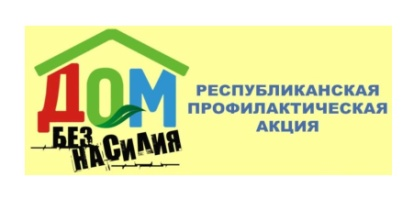 ДОМ
БЕЗ
НАСИЛИЯ
РЕСПУБЛИКАНСКАЯ
ПРОФИЛАКТИЧЕСКАЯ
АКЦИЯ